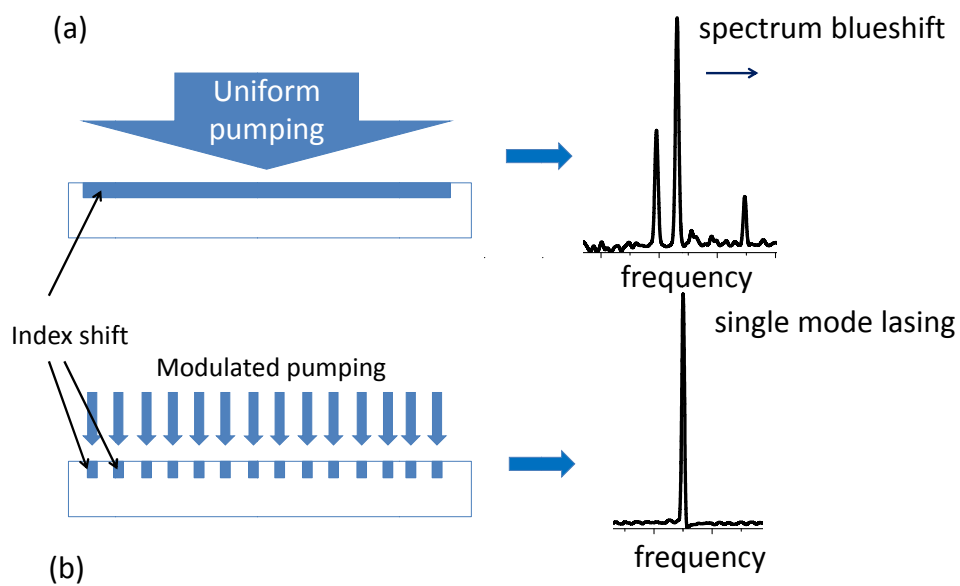 (a)
Uniform
pumping
spectrum blueshift
frequency
Index shift
Modulated pumping
single mode lasing
frequency
(b)